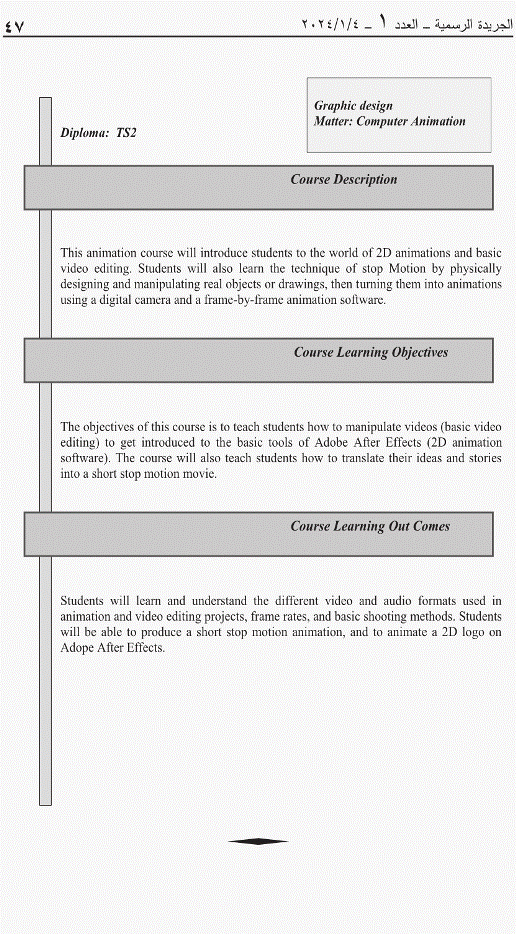 الجريدة الرسمية ــ العدد ١ ــ ٢٠٢٤/١/٤
٤٧
Graphic design
Matter: Computer Animation
Diploma: TS2
Course Description
This animation course will introduce students to the world of 2D animations and basic
video editing. Students will also learn the technique of stop Motion by physically
designing and manipulating real objects or drawings, then turning them into animations
using a digital camera and a frame-by-frame animation software.
Course Learning Objectives
The objectives of this course is to teach students how to manipulate videos (basic video
editing) to get introduced to the basic tools of Adobe After Effects (2D animation
software). The course will also teach students how to translate their ideas and stories
into a short stop motion movie.
Course Learning Out Comes
Students will learn and understand the different video and audio formats used in
animation and video editing projects, frame rates, and basic shooting methods. Students
will be able to produce a short stop motion animation, and to animate a 2D logo on
Adope After Effects.